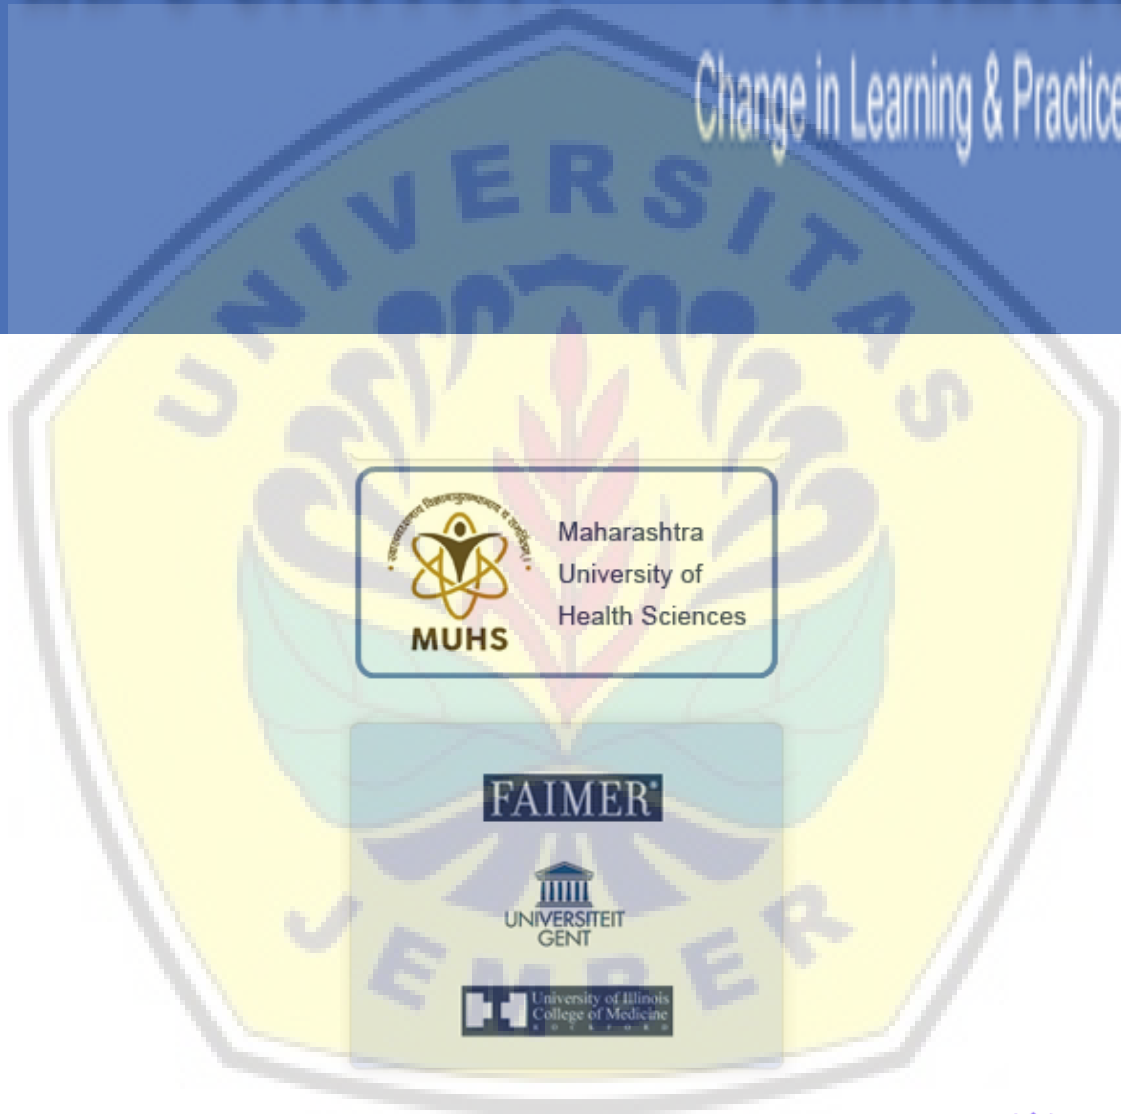 Change in Learning & Practice
UNIVERSITAS
Maharashtra
University of
Health Sciences
MUHS
FAIMER®
UNIVERSITEIT
GENT
JEMBER
University of Illinois
College of Medicine
ROCKFORD